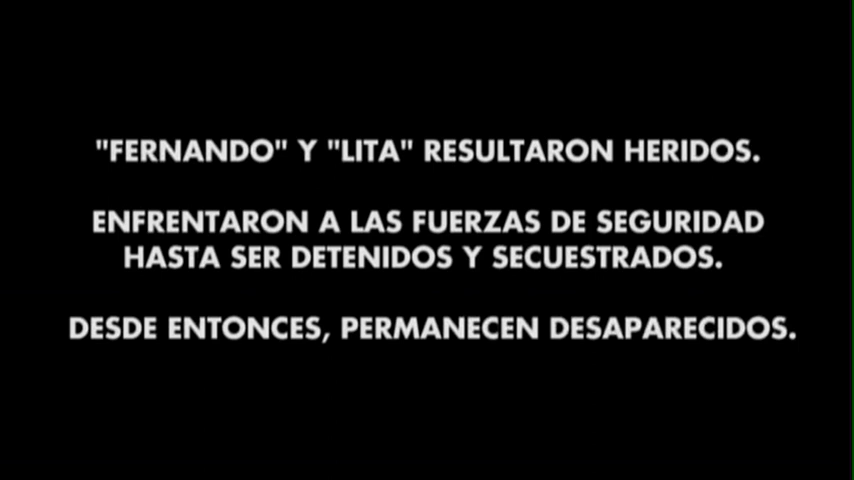 "FERNANDO" Y "LITA" RESULTARON HERIDOS.
ENFRENTARON A LAS FUERZAS DE SEGURIDAD
HASTA SER DETENIDOS Y SECUESTRADOS.
DESDE ENTONCES, PERMANECEN DESAPARECIDOS.